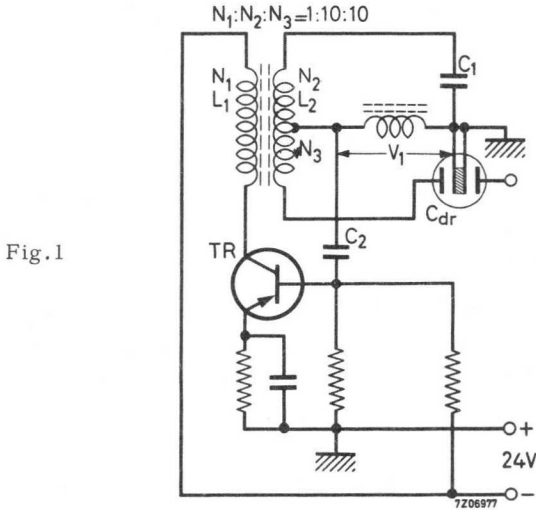 N1:N2:N3=1:10:10
N1
L1
N2
L2
C1
N3
V1
Cdr
C2
TR
Fig.1
+
24V
−
7Z06977